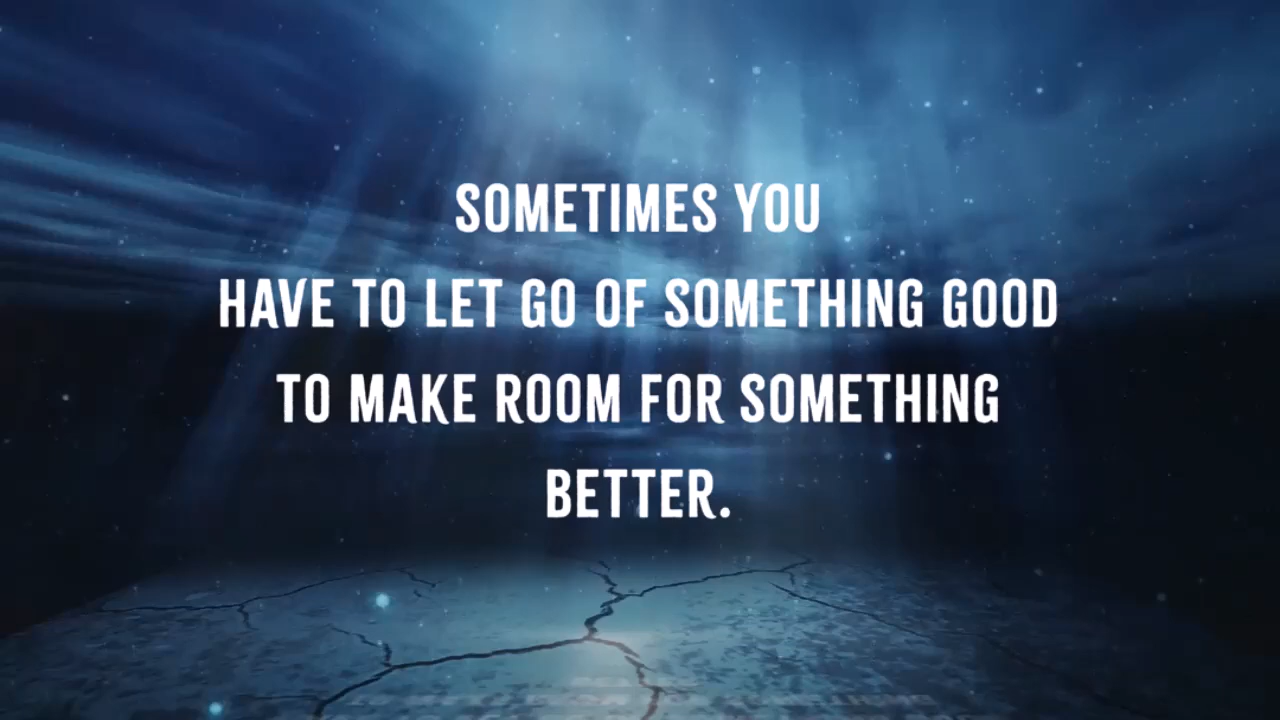 SOMETIMES YOU
HAVE TO LET GO OF SOMETHING GOOD
TO MAKE ROOM FOR SOMETHING
BETTER.